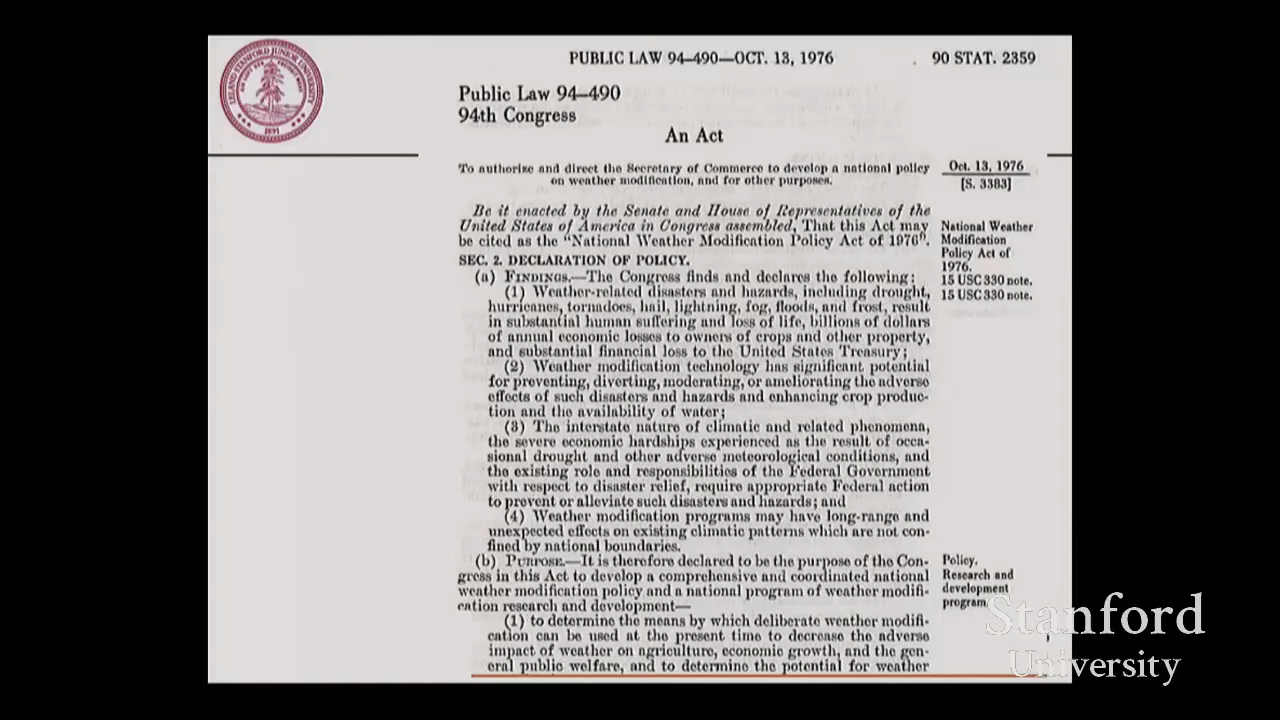 PUBLIC LAW 94–490—OCT. 13, 1976
90 STAT. 2359
Public Law 94–490
94th Congress
An Act
To authorize and direct the Secretary of Commerce to develop a national policy
on weather modification, and for other purposes.
Oct. 13, 1976
[S. 3383]
Be it enacted by the Senate and House of Representatives of the
United States of America in Congress assembled, That this Act may
be cited as the "National Weather Modification Policy Act of 1976".
National Weather
Modification
Policy Act of
1976.
15 USC 330 note.
15 USC 330 note.
SEC. 2. DECLARATION OF POLICY.
(a) FINDINGS.—The Congress finds and declares the following:
(1) Weather-related disasters and hazards, including drought,
hurricanes, tornadoes, hail, lightning, fog, floods, and frost, result
in substantial human suffering and loss of life, billions of dollars
of annual economic losses to owners of crops and other property,
and substantial financial loss to the United States Treasury;
(2) Weather modification technology has significant potential
for preventing, diverting, moderating, or ameliorating the adverse
effects of such disasters and hazards and enhancing crop produc-
tion and the availability of water;
(3) The interstate nature of climatic and related phenomena,
the severe economic hardships experienced as the result of occa-
sional drought and other adverse meteorological conditions, and
the existing role and responsibilities of the Federal Government
with respect to disaster relief, require appropriate Federal action
to prevent or alleviate such disasters and hazards; and
(4) Weather modification programs may have long-range and
unexpected effects on existing climatic patterns which are not con-
fined by national boundaries.
(b) PURPOSE.—It is therefore declared to be the purpose of the Con-
gress in this Act to develop a comprehensive and coordinated national
weather modification policy and a national program of weather modifi-
cation research and development—
Policy.
Research and
development
program.
(1) to determine the means by which deliberate weather modifi-
cation can be used at the present time to decrease the adverse
impact of weather on agriculture, economic growth, and the gen-
eral public welfare, and to determine the potential for weather
LELAND STANFORD JUNIOR UNIVERSITY
1891
Stanford
University